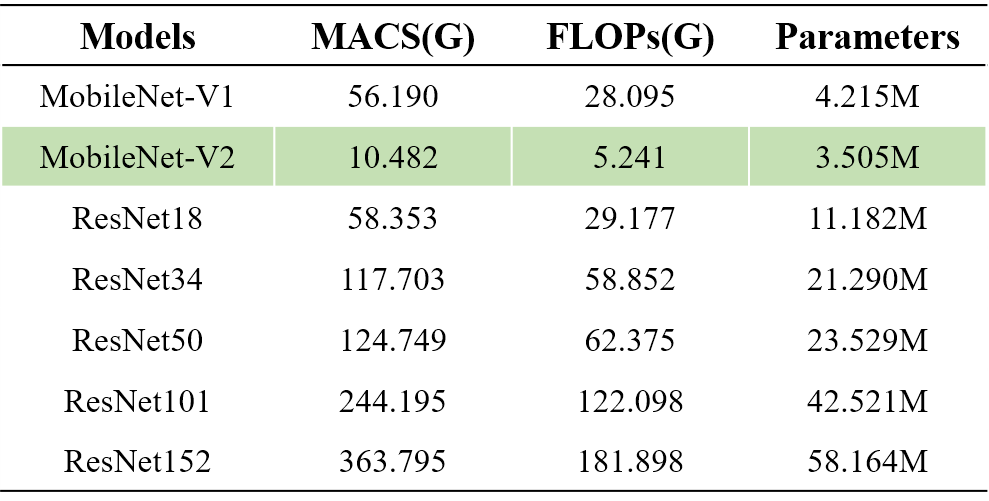 Models MACS(G) FLOPs(G) Parameters
MobileNet-V1 56.190 28.095 4.215M
MobileNet-V2 10.482 5.241 3.505M
ResNet18 58.353 29.177 11.182M
ResNet34 117.703 58.852 21.290M
ResNet50 124.749 62.375 23.529M
ResNet101 244.195 122.098 42.521M
ResNet152 363.795 181.898 58.164M